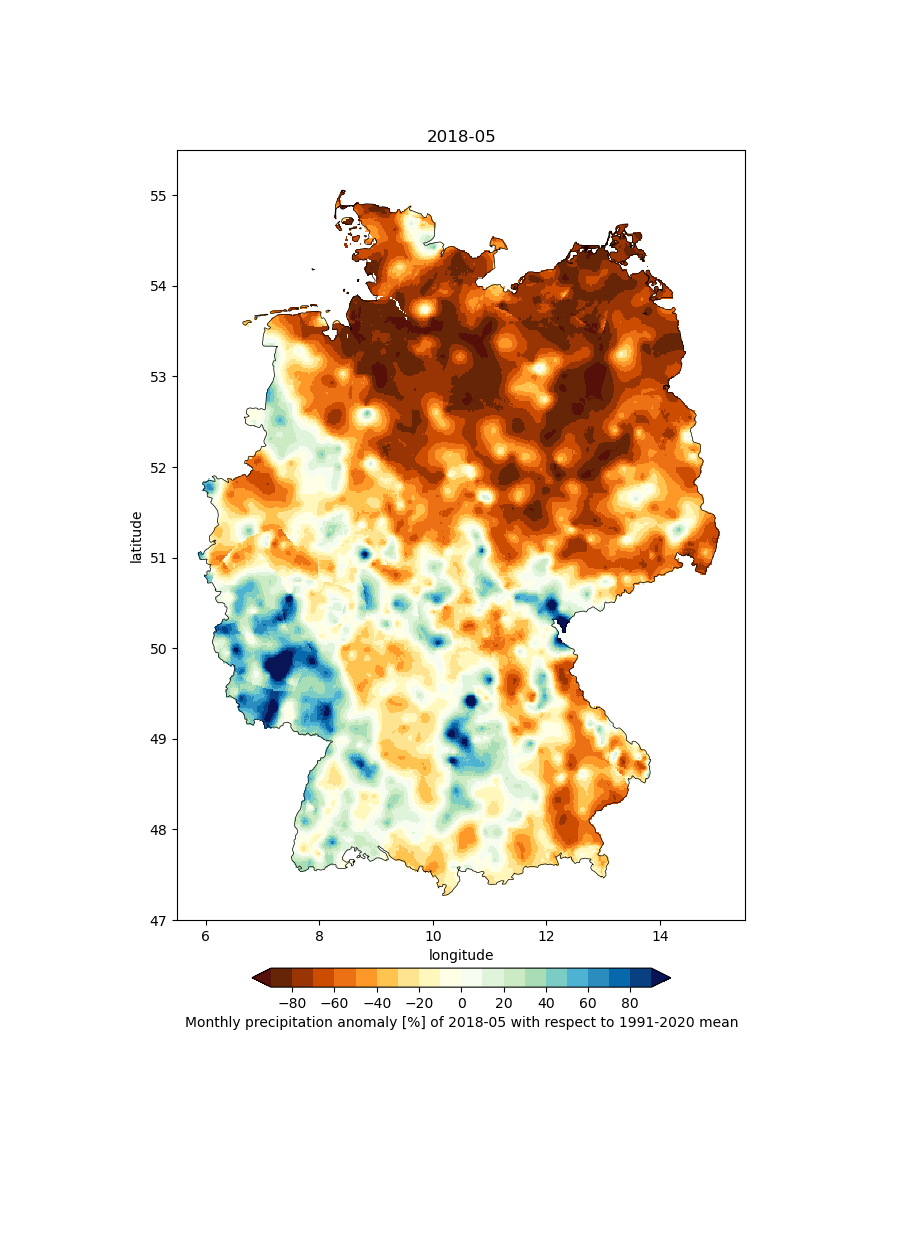 2018-05
55
54
53
52
51
50
49
48
47
latitude
6 8 10 12 14
longitude
−80 −60 −40 −20 0 20 40 60 80
Monthly precipitation anomaly [%] of 2018-05 with respect to 1991-2020 mean